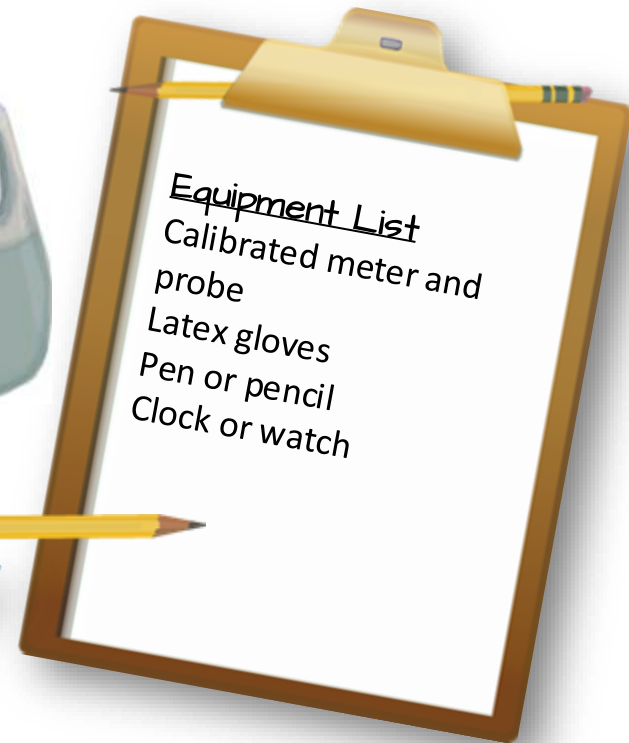 Equipment List
Calibrated meter and
probe
Latex gloves
Pen or pencil
Clock or watch